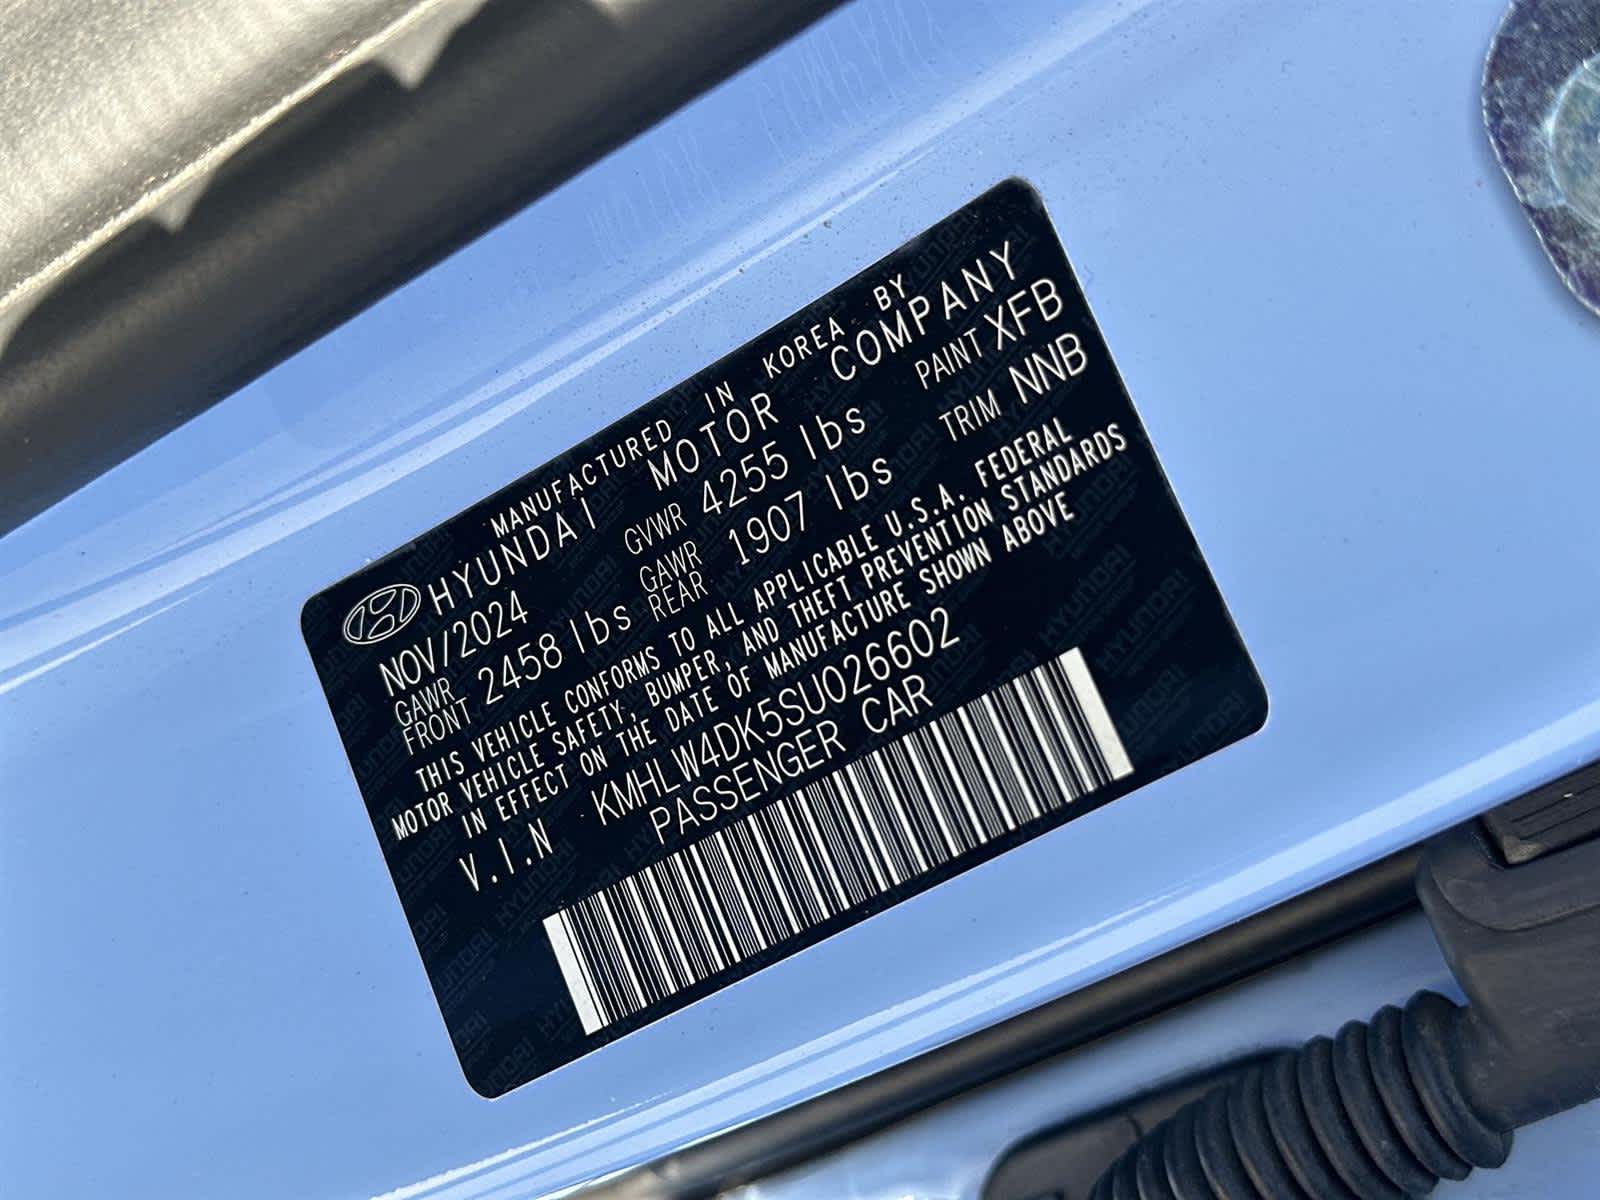 MANUFACTURED IN KOREA BY
HYUNDAI MOTOR COMPANY
NOV/2024 GVWR 4255 lbs PAINT XFB
GAWR FRONT 2458 lbs GAWR REAR 1907 lbs TRIM NNB
THIS VEHICLE CONFORMS TO ALL APPLICABLE U.S.A. FEDERAL
MOTOR VEHICLE SAFETY, BUMPER, AND THEFT PREVENTION STANDARDS
IN EFFECT ON THE DATE OF MANUFACTURE SHOWN ABOVE
V.I.N KMHLW4DK5SU026602
PASSENGER CAR